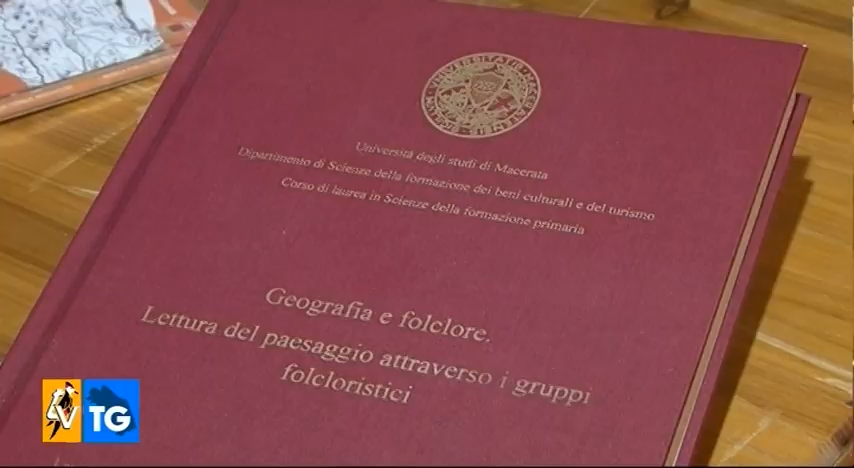 Università degli studi di Macerata
Dipartimento di Scienze della formazione dei beni culturali e del turismo
Corso di laurea in Scienze della formazione primaria
Geografia e folclore.
Lettura del paesaggio attraverso i gruppi
folcloristici
V TG